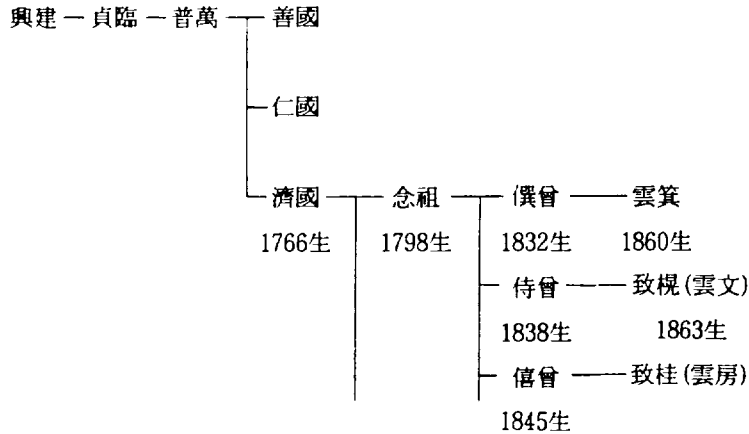 興建 — 貞臨 — 普萬 — 善國
仁國
濟國 念祖 僎曾 雲箕
1766生 1798生 1832生 1860生
侍曾 致榥(雲文)
1838生 1863生
僖曾 致桂(雲房)
1845生